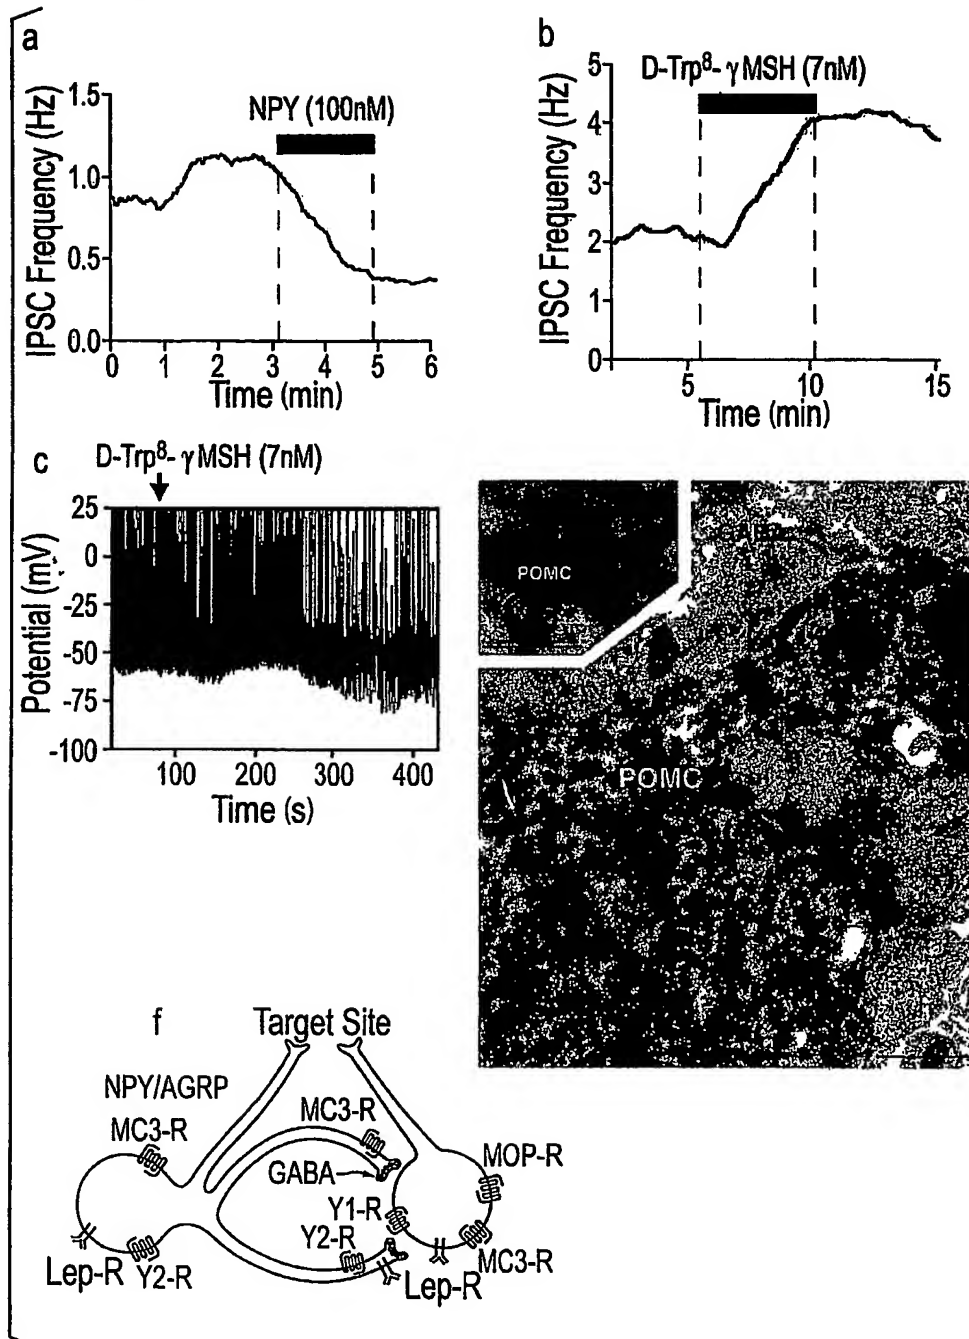 a
NPY (100nM)
IPSC Frequency (Hz)
1.5
1.0
0.5
0.0
0 1 2 3 4 5 6
Time (min)
b
D-Trp⁸- γ MSH (7nM)
IPSC Frequency (Hz)
5
4
3
2
1
0
5 10 15
Time (min)
c
D-Trp⁸- γ MSH (7nM)
Potential (mV)
25
0
-25
-50
-75
-100
100 200 300 400
Time (s)
POMC
POMC
f
Target Site
NPY/AGRP
MC3-R
MC3-R
GABA
MOP-R
Y1-R
Y2-R
MC3-R
Lep-R
Y2-R
Lep-R